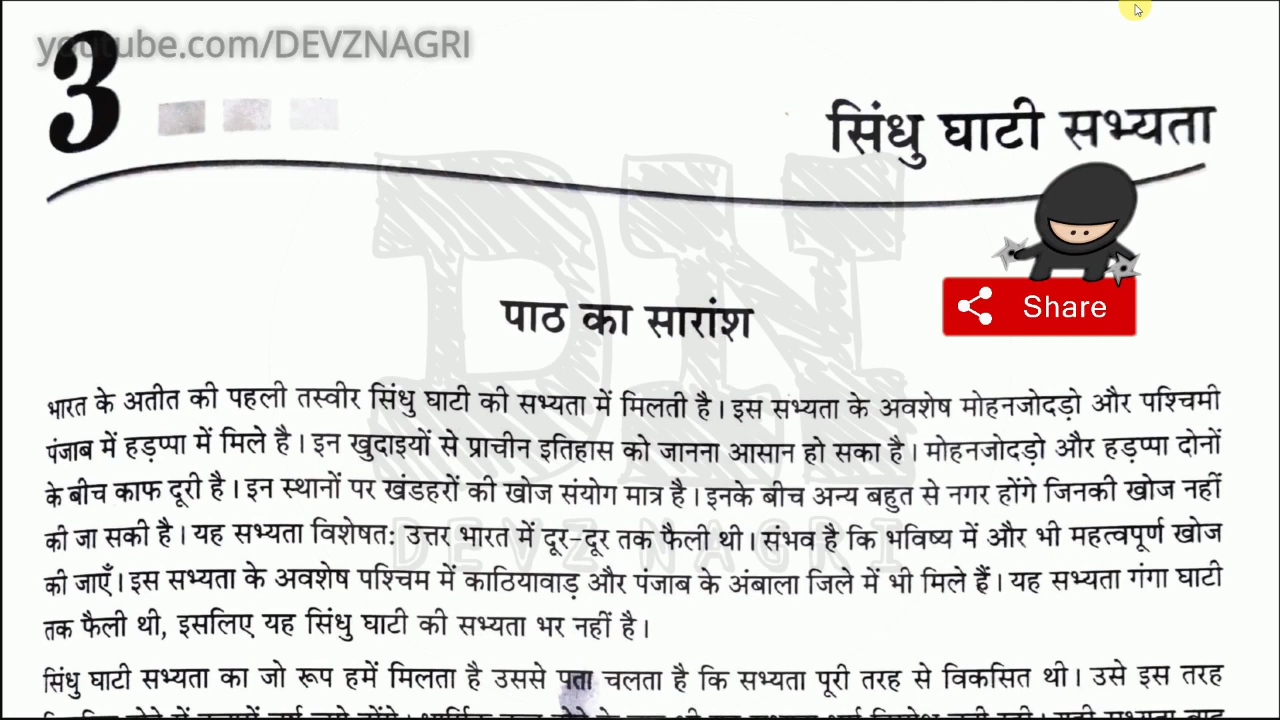 youtube.com/DEVZNAGRI
3
सिंधु घाटी सभ्यता
Share
पाठ का सारांश
भारत के अतीत की पहली तस्वीर सिंधु घाटी की सभ्यता में मिलती है। इस सभ्यता के अवशेष मोहनजोदड़ो और पश्चिमी
पंजाब में हड़प्पा में मिले है। इन खुदाइयों से प्राचीन इतिहास को जानना आसान हो सका है। मोहनजोदड़ो और हड़प्पा दोनों
के बीच काफ दूरी है। इन स्थानों पर खंडहरों की खोज संयोग मात्र है। इनके बीच अन्य बहुत से नगर होंगे जिनकी खोज नहीं
की जा सकी है। यह सभ्यता विशेषतः उत्तर भारत में दूर-दूर तक फैली थी। संभव है कि भविष्य में और भी महत्वपूर्ण खोज
की जाएँ। इस सभ्यता के अवशेष पश्चिम में काठियावाड़ और पंजाब के अंबाला जिले में भी मिले हैं। यह सभ्यता गंगा घाटी
तक फैली थी, इसलिए यह सिंधु घाटी की सभ्यता भर नहीं है।
सिंधु घाटी सभ्यता का जो रूप हमें मिलता है उससे पता चलता है कि सभ्यता पूरी तरह से विकसित थी। उसे इस तरह
DN
DEVZ NAGRI